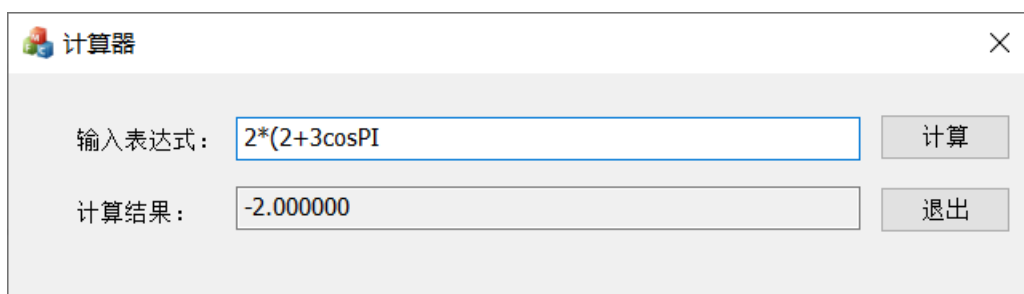 计算器
输入表达式： 2*(2+3cosPI 计算
计算结果： -2.000000 退出